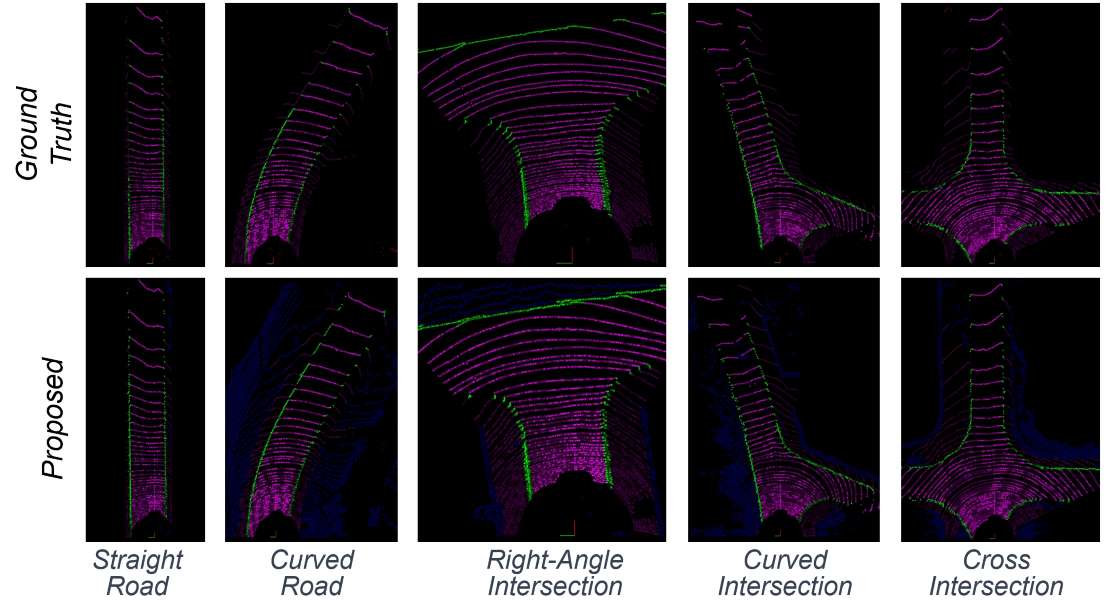 Ground
Truth
Proposed
Straight
Road
Curved
Road
Right-Angle
Intersection
Curved
Intersection
Cross
Intersection